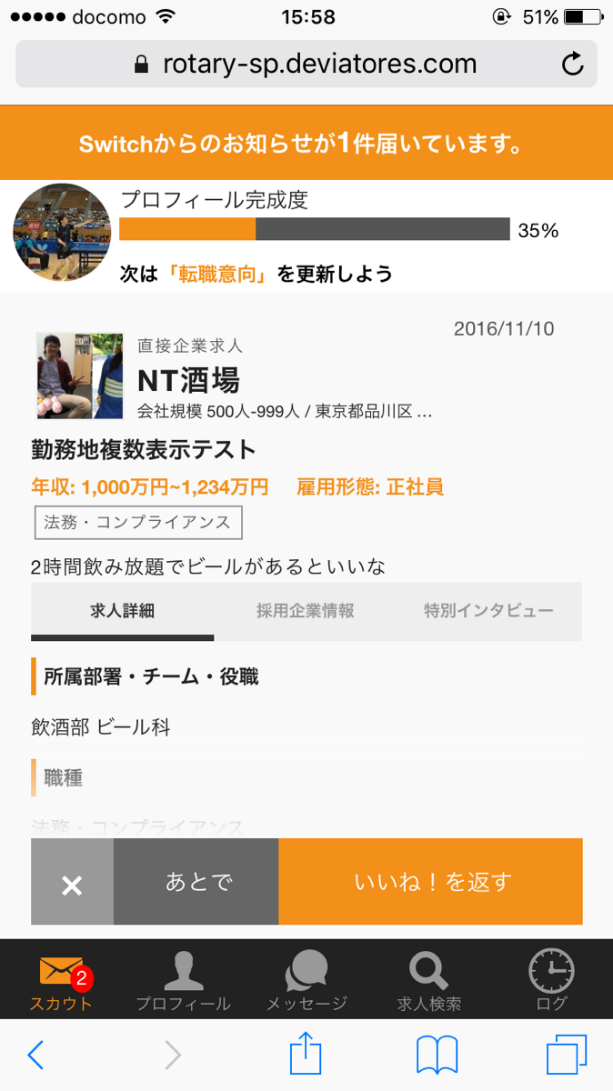 docomo 15:58 51%
rotary-sp.deviatores.com
Switchからのお知らせが1件届いています。
プロフィール完成度
35%
次は「転職意向」を更新しよう
2016/11/10
直接企業求人
NT酒場
会社規模 500人-999人 / 東京都品川区 ...
勤務地複数表示テスト
年収: 1,000万円~1,234万円 雇用形態: 正社員
法務・コンプライアンス
2時間飲み放題でビールがあるといいな
求人詳細 採用企業情報 特別インタビュー
所属部署・チーム・役職
飲酒部 ビール科
職種
法務・コンプライアンス
× あとで いいね！を返す
2
スカウト プロフィール メッセージ 求人検索 ログ